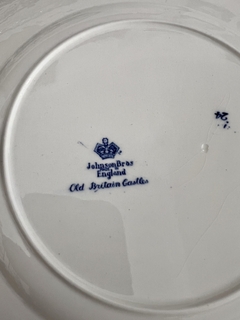 Johnson Bros
England
Old Britain Castles